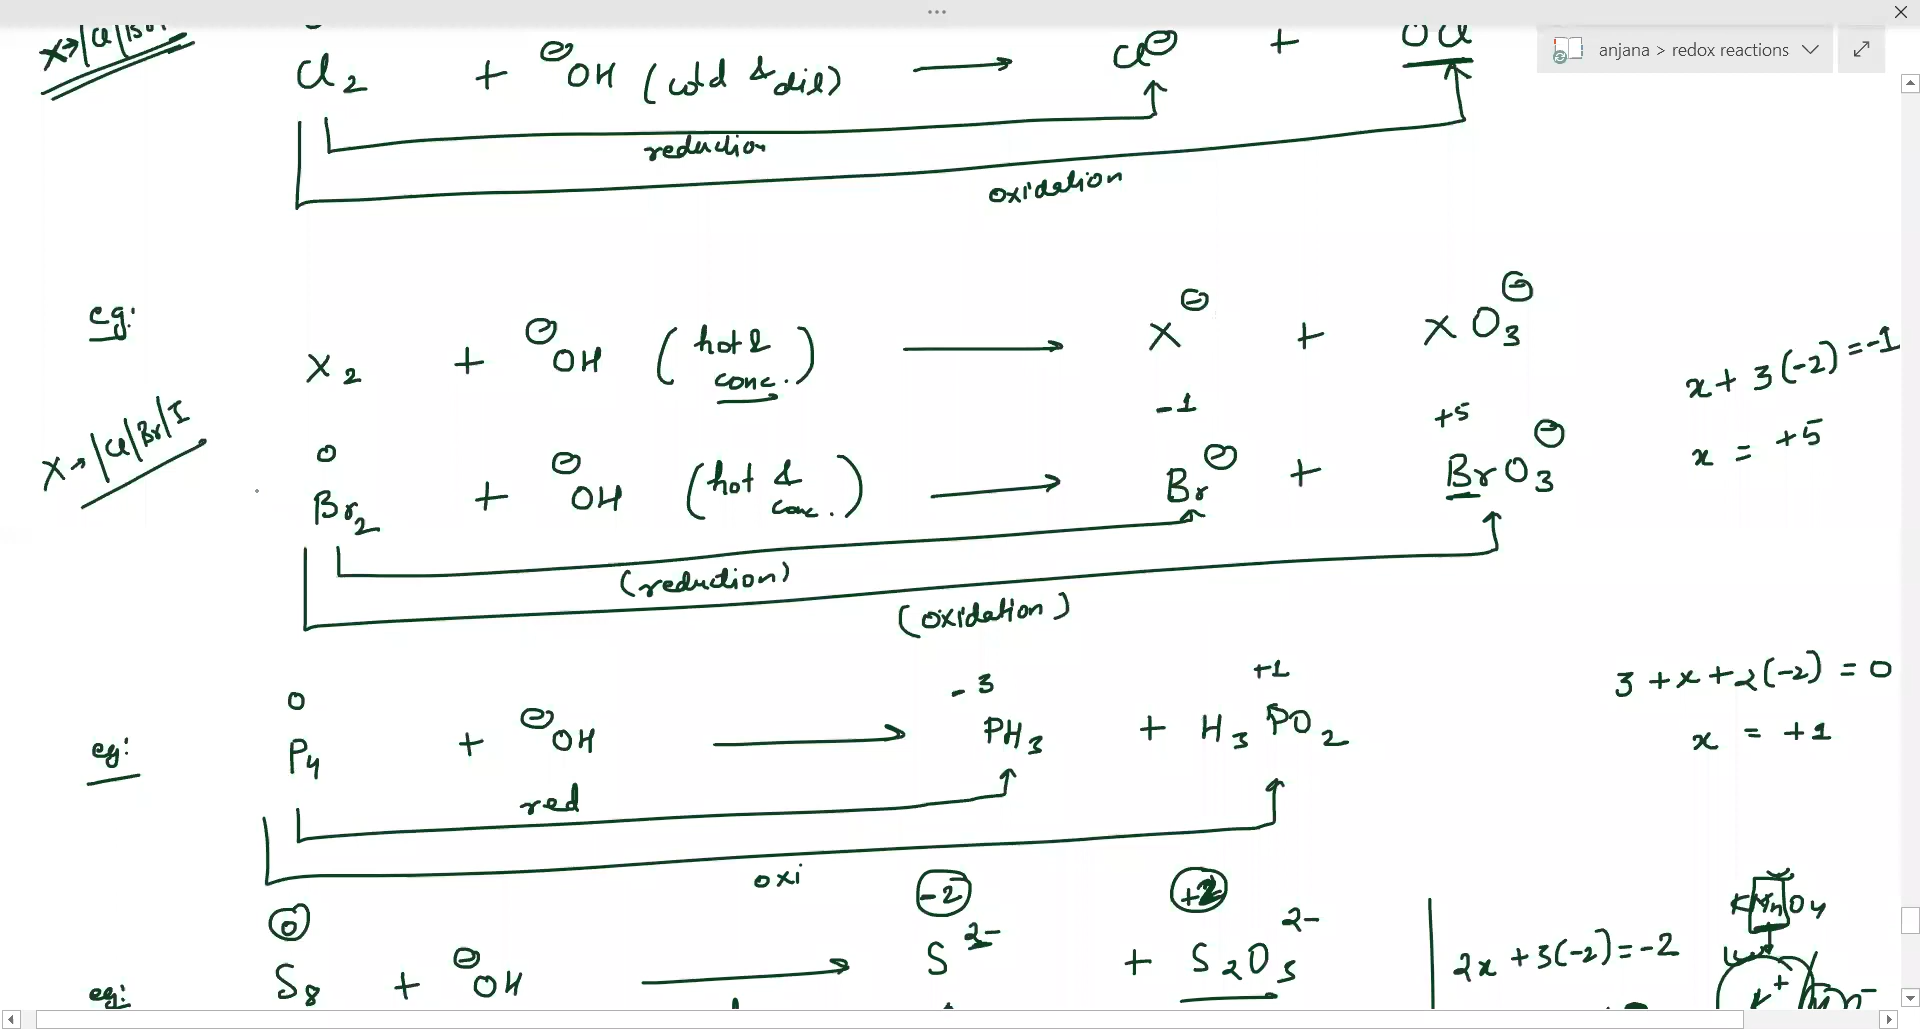 anjana > redox reactions
Cl2 + ⊖OH (cold & dil) → Cl⊖ + OCl
reduction
oxidation
eg:
X2 + ⊖OH (hot & conc.) → X⊖ + XO3⊖
x + 3(-2) = -1
x = +5
X → |Cl|Br|I
0 -1 +5
Br2 + ⊖OH (hot & conc.) → Br⊖ + BrO3⊖
(reduction)
(oxidation)
0 -3 +1
eg: P4 + ⊖OH → PH3 + H3PO2
3 + x + 2(-2) = 0
x = +1
red
oxi
0 -2 +2
eg: S8 + ⊖OH → S2- + S2O3 2-
2x + 3(-2) = -2
KMnO4